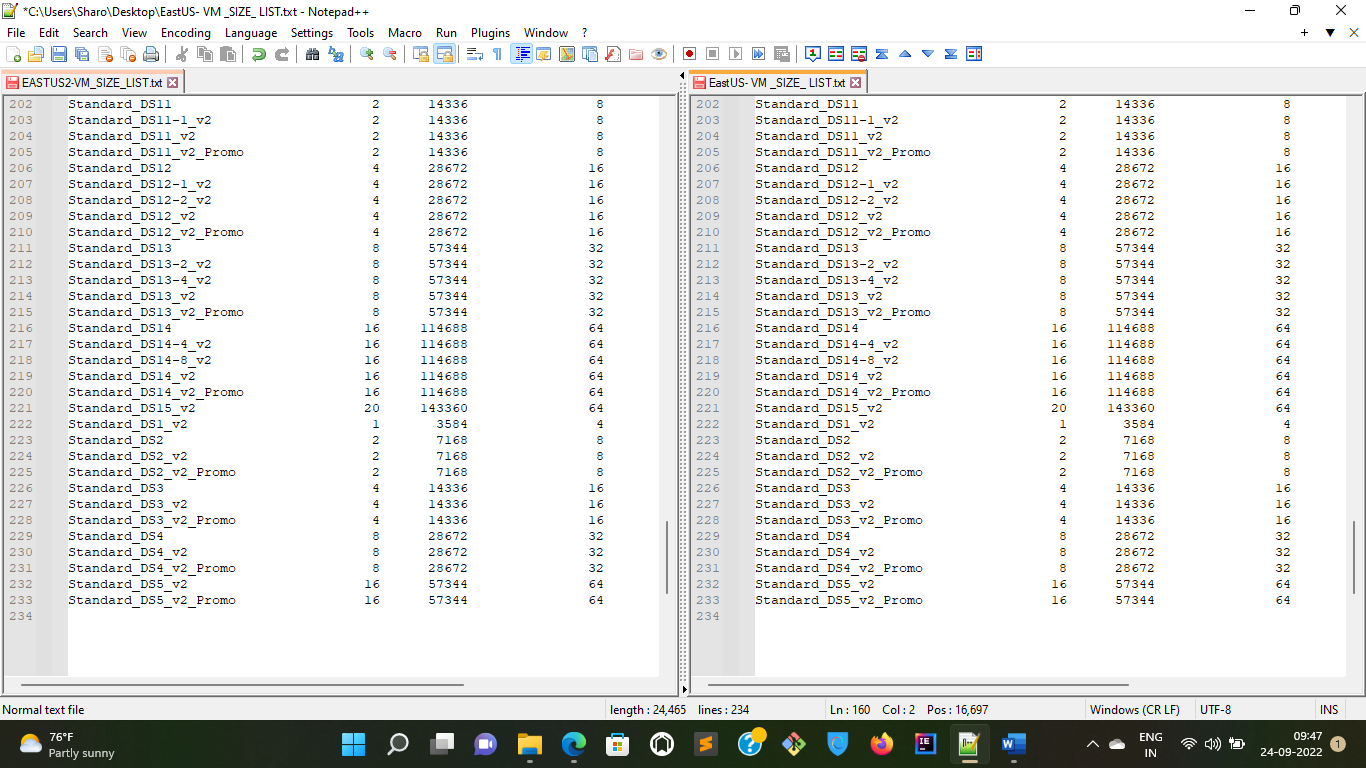 *C:\Users\Sharo\Desktop\EastUS- VM _SIZE_ LIST.txt - Notepad++
File Edit Search View Encoding Language Settings Tools Macro Run Plugins Window ? + ▼ X
EASTUS2-VM_SIZE_LIST.txt
202 Standard_DS11 2 14336 8
203 Standard_DS11-1_v2 2 14336 8
204 Standard_DS11_v2 2 14336 8
205 Standard_DS11_v2_Promo 2 14336 8
206 Standard_DS12 4 28672 16
207 Standard_DS12-1_v2 4 28672 16
208 Standard_DS12-2_v2 4 28672 16
209 Standard_DS12_v2 4 28672 16
210 Standard_DS12_v2_Promo 4 28672 16
211 Standard_DS13 8 57344 32
212 Standard_DS13-2_v2 8 57344 32
213 Standard_DS13-4_v2 8 57344 32
214 Standard_DS13_v2 8 57344 32
215 Standard_DS13_v2_Promo 8 57344 32
216 Standard_DS14 16 114688 64
217 Standard_DS14-4_v2 16 114688 64
218 Standard_DS14-8_v2 16 114688 64
219 Standard_DS14_v2 16 114688 64
220 Standard_DS14_v2_Promo 16 114688 64
221 Standard_DS15_v2 20 143360 64
222 Standard_DS1_v2 1 3584 4
223 Standard_DS2 2 7168 8
224 Standard_DS2_v2 2 7168 8
225 Standard_DS2_v2_Promo 2 7168 8
226 Standard_DS3 4 14336 16
227 Standard_DS3_v2 4 14336 16
228 Standard_DS3_v2_Promo 4 14336 16
229 Standard_DS4 8 28672 32
230 Standard_DS4_v2 8 28672 32
231 Standard_DS4_v2_Promo 8 28672 32
232 Standard_DS5_v2 16 57344 64
233 Standard_DS5_v2_Promo 16 57344 64
234
EastUS- VM _SIZE_ LIST.txt
202 Standard_DS11 2 14336 8
203 Standard_DS11-1_v2 2 14336 8
204 Standard_DS11_v2 2 14336 8
205 Standard_DS11_v2_Promo 2 14336 8
206 Standard_DS12 4 28672 16
207 Standard_DS12-1_v2 4 28672 16
208 Standard_DS12-2_v2 4 28672 16
209 Standard_DS12_v2 4 28672 16
210 Standard_DS12_v2_Promo 4 28672 16
211 Standard_DS13 8 57344 32
212 Standard_DS13-2_v2 8 57344 32
213 Standard_DS13-4_v2 8 57344 32
214 Standard_DS13_v2 8 57344 32
215 Standard_DS13_v2_Promo 8 57344 32
216 Standard_DS14 16 114688 64
217 Standard_DS14-4_v2 16 114688 64
218 Standard_DS14-8_v2 16 114688 64
219 Standard_DS14_v2 16 114688 64
220 Standard_DS14_v2_Promo 16 114688 64
221 Standard_DS15_v2 20 143360 64
222 Standard_DS1_v2 1 3584 4
223 Standard_DS2 2 7168 8
224 Standard_DS2_v2 2 7168 8
225 Standard_DS2_v2_Promo 2 7168 8
226 Standard_DS3 4 14336 16
227 Standard_DS3_v2 4 14336 16
228 Standard_DS3_v2_Promo 4 14336 16
229 Standard_DS4 8 28672 32
230 Standard_DS4_v2 8 28672 32
231 Standard_DS4_v2_Promo 8 28672 32
232 Standard_DS5_v2 16 57344 64
233 Standard_DS5_v2_Promo 16 57344 64
234
Normal text file length : 24,465 lines : 234 Ln : 160 Col : 2 Pos : 16,697 Windows (CR LF) UTF-8 INS
76°F
Partly sunny
ENG
IN
09:47
24-09-2022
1